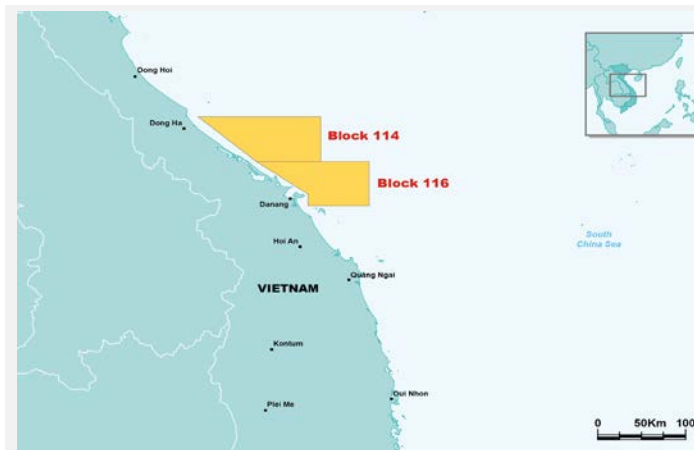 Dong Hoi
Dong Ha
Block 114
Block 116
Danang
Hoi An
South
China Sea
Quang Ngai
VIETNAM
Kontum
Plei Me
Qui Nhon
0 50Km 100